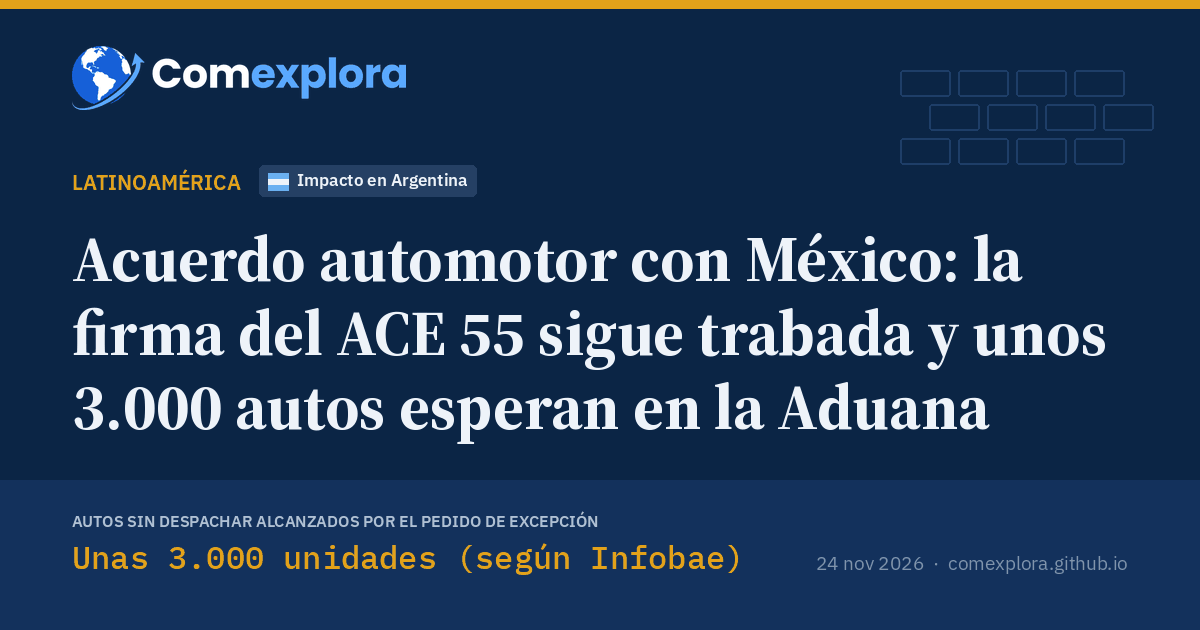 Comexplora
LATINOAMÉRICA
Impacto en Argentina
Acuerdo automotor con México: la
firma del ACE 55 sigue trabada y unos
3.000 autos esperan en la Aduana
AUTOS SIN DESPACHAR ALCANZADOS POR EL PEDIDO DE EXCEPCIÓN
Unas 3.000 unidades (según Infobae)
24 nov 2026 · comexplora.github.io